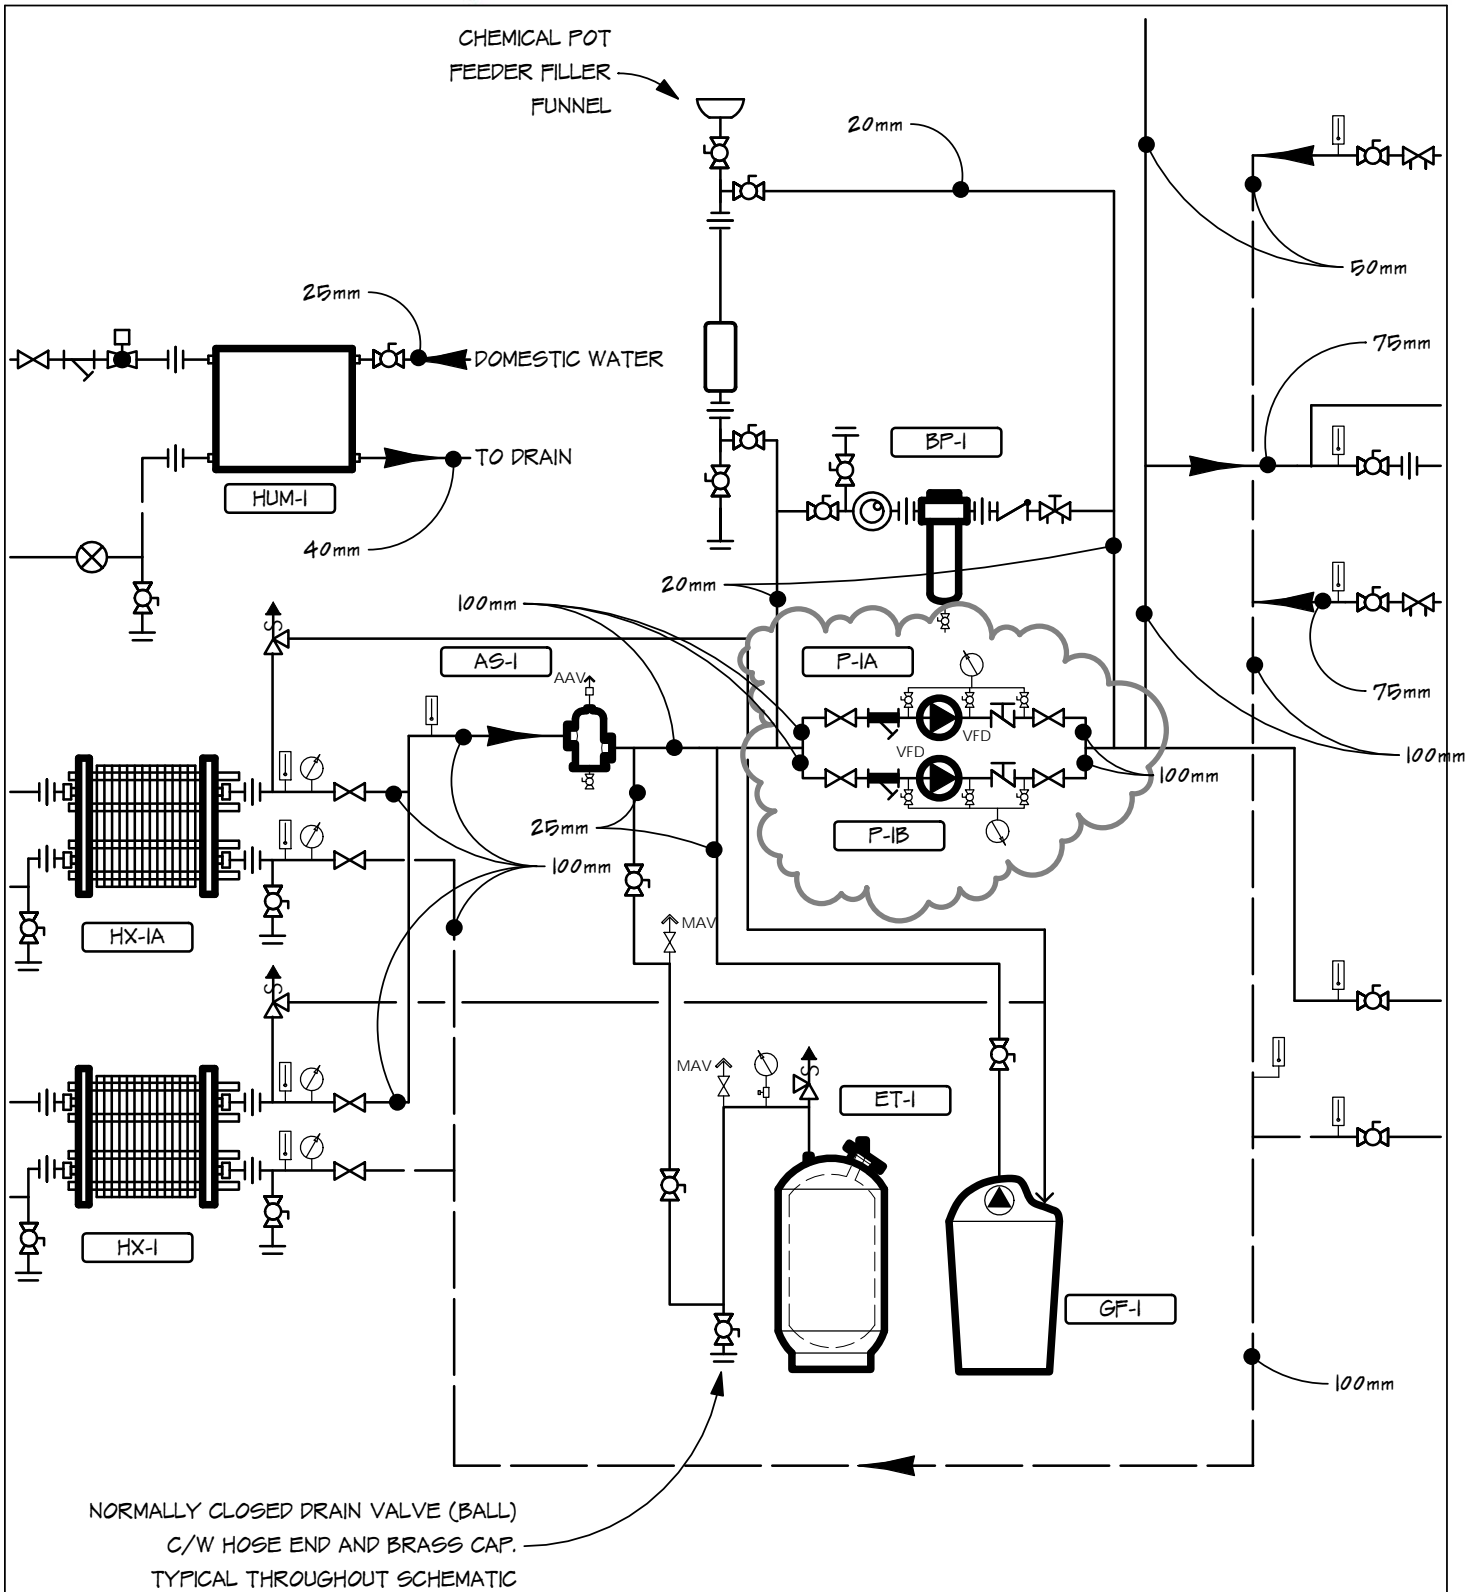 CHEMICAL POT
FEEDER FILLER
FUNNEL
20mm
50mm
25mm
DOMESTIC WATER
75mm
BP-1
TO DRAIN
HUM-1
40mm
20mm
100mm
AS-1
P-1A
AAV
75mm
VFD
VFD
100mm
100mm
25mm
P-1B
100mm
MAV
HX-1A
S
S
MAV
S
ET-1
HX-1
GF-1
100mm
NORMALLY CLOSED DRAIN VALVE (BALL)
C/W HOSE END AND BRASS CAP.
TYPICAL THROUGHOUT SCHEMATIC